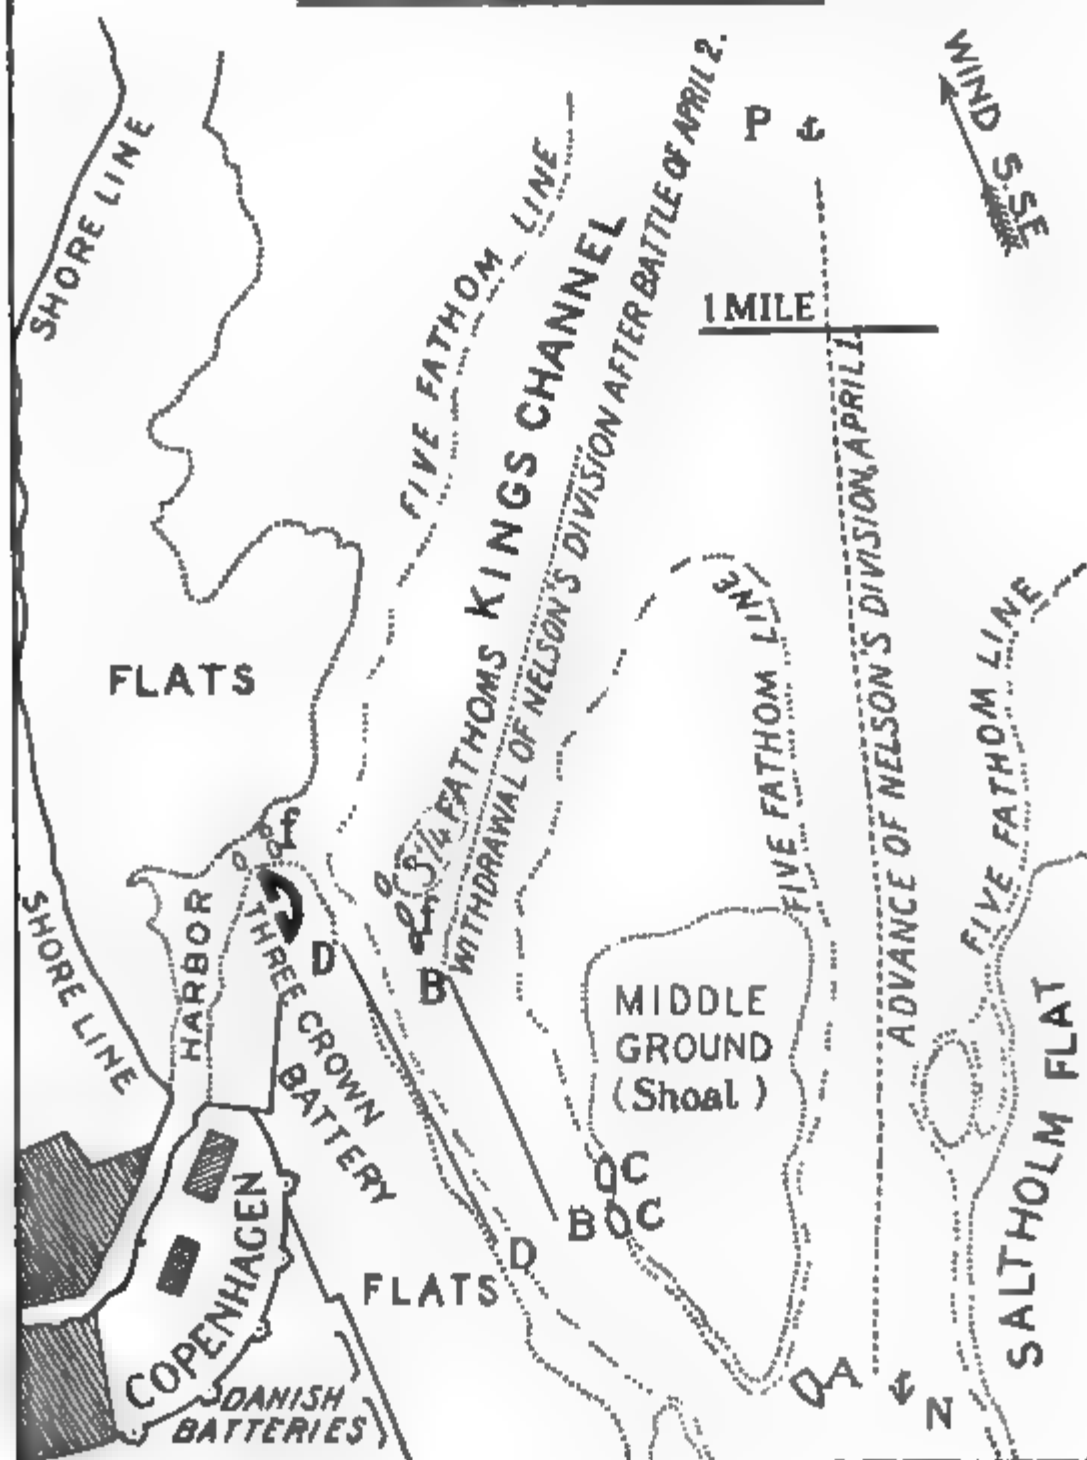 WITHDRAWAL OF NELSON'S DIVISION AFTER BATTLE OF APRIL 2.
WIND S.SE
P
SHORE LINE
FIVE FATHOM LINE
KINGS CHANNEL
1 MILE
ADVANCE OF NELSON'S DIVISION, APRIL 1.
FIVE FATHOM LINE
FIVE FATHOM LINE
FLATS
3/4 FATHOMS
HARBOR
SHORE LINE
THREE CROWN
BATTERY
D
B
MIDDLE
GROUND
(Shoal)
SALTHOLM FLAT
C
B C
D
FLATS
COPENHAGEN
DANISH
BATTERIES
A
N